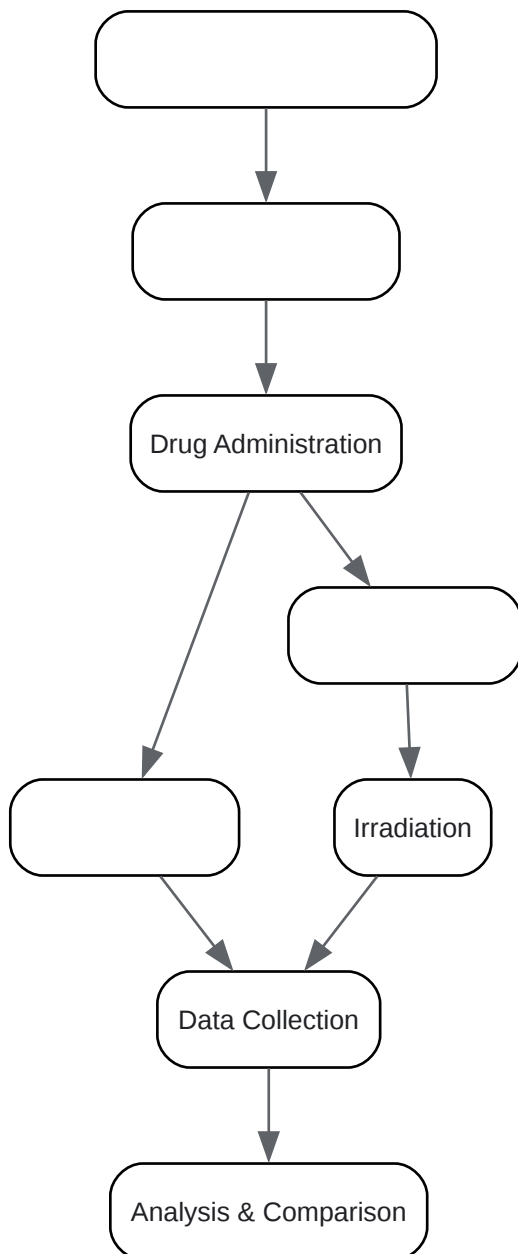 Drug Administration
Irradiation
Data Collection
Analysis & Comparison